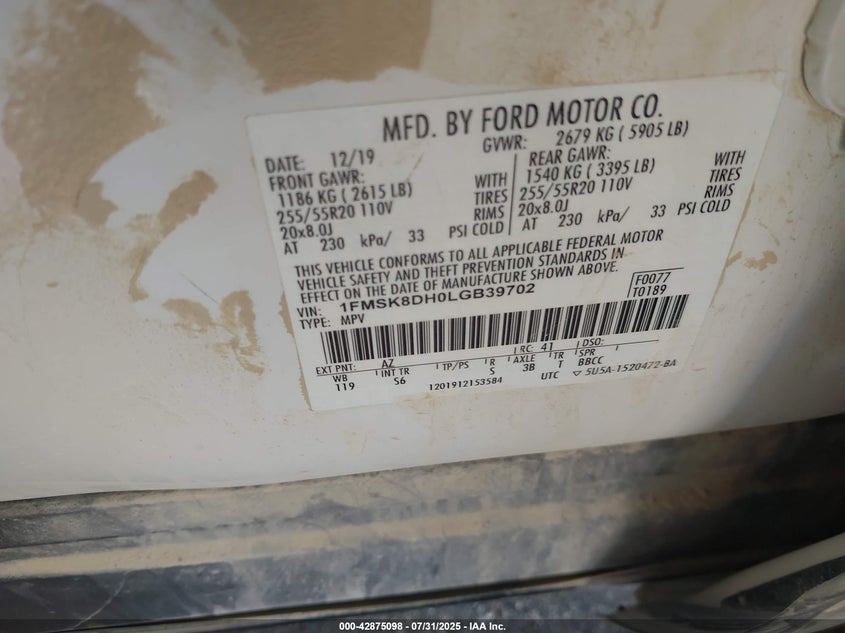 MFD. BY FORD MOTOR CO.
DATE: 12/19 GVWR: 2679 KG ( 5905 LB)
FRONT GAWR: WITH REAR GAWR: WITH
1186 KG ( 2615 LB) TIRES 1540 KG ( 3395 LB) TIRES
255/55R20 110V RIMS 255/55R20 110V RIMS
20x8.0J 20x8.0J
AT 230 kPa/ 33 PSI COLD AT 230 kPa/ 33 PSI COLD
THIS VEHICLE CONFORMS TO ALL APPLICABLE FEDERAL MOTOR
VEHICLE SAFETY AND THEFT PREVENTION STANDARDS IN
EFFECT ON THE DATE OF MANUFACTURE SHOWN ABOVE.
VIN: 1FMSK8DH0LGB39702 F0077
TYPE: MPV T0189
EXT PNT: AZ RC: 41 DSO:
WB INT TR TP/PS R AXLE TR SPR
119 S6 S 3B T BBCC
1201912153584 UTC 5U5A-1520472-BA
000-42875098 - 07/31/2025 - IAA Inc.